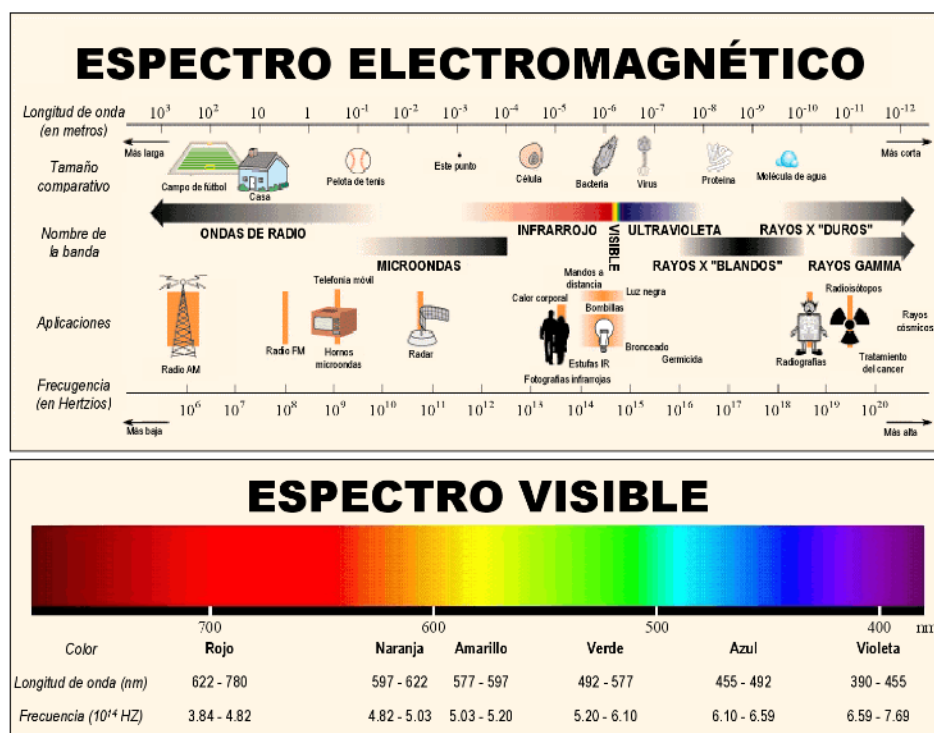 ESPECTRO ELECTROMAGNÉTICO
Longitud de onda
(en metros)
10³ 10² 10 1 10⁻¹ 10⁻² 10⁻³ 10⁻⁴ 10⁻⁵ 10⁻⁶ 10⁻⁷ 10⁻⁸ 10⁻⁹ 10⁻¹⁰ 10⁻¹¹ 10⁻¹²
Más larga
Más corta
Tamaño
comparativo
Campo de fútbol
Casa
Pelota de tenis
Este punto
Célula
Bacteria
Virus
Proteína
Molécula de agua
Nombre de
la banda
ONDAS DE RADIO
MICROONDAS
INFRARROJO
VISIBLE
ULTRAVIOLETA
RAYOS X "BLANDOS"
RAYOS X "DUROS"
RAYOS GAMMA
Aplicaciones
Radio AM
Radio FM
Telefonía móvil
Hornos
microondas
Radar
Calor corporal
Fotografías infrarrojas
Mandos a
distancia
Luz negra
Bombillas
Estufas IR
Bronceado
Germicida
Radiografías
Radioisótopos
Tratamiento
del cancer
Rayos
cósmicos
Frecugencia
(en Hertzios)
10⁶ 10⁷ 10⁸ 10⁹ 10¹⁰ 10¹¹ 10¹² 10¹³ 10¹⁴ 10¹⁵ 10¹⁶ 10¹⁷ 10¹⁸ 10¹⁹ 10²⁰
Más baja
Más alta
ESPECTRO VISIBLE
700 600 500 400 nm
Color Rojo Naranja Amarillo Verde Azul Violeta
Longitud de onda (nm) 622 - 780 597 - 622 577 - 597 492 - 577 455 - 492 390 - 455
Frecuencia (10¹⁴ HZ) 3.84 - 4.82 4.82 - 5.03 5.03 - 5.20 5.20 - 6.10 6.10 - 6.59 6.59 - 7.69